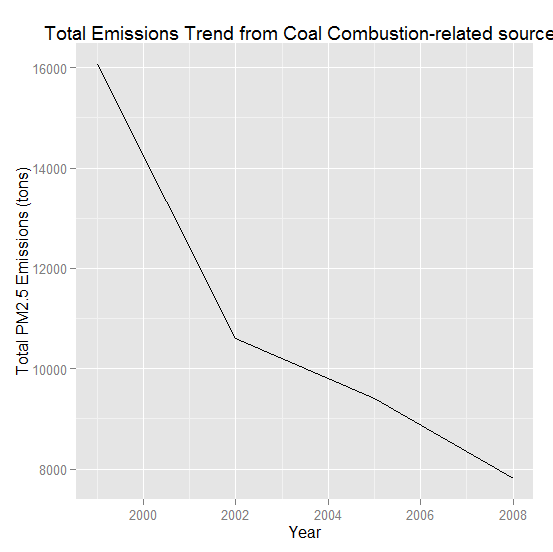 Total Emissions Trend from Coal Combustion-related source
16000
14000
12000
10000
8000
Total PM2.5 Emissions (tons)
2000 2002 2004 2006 2008
Year